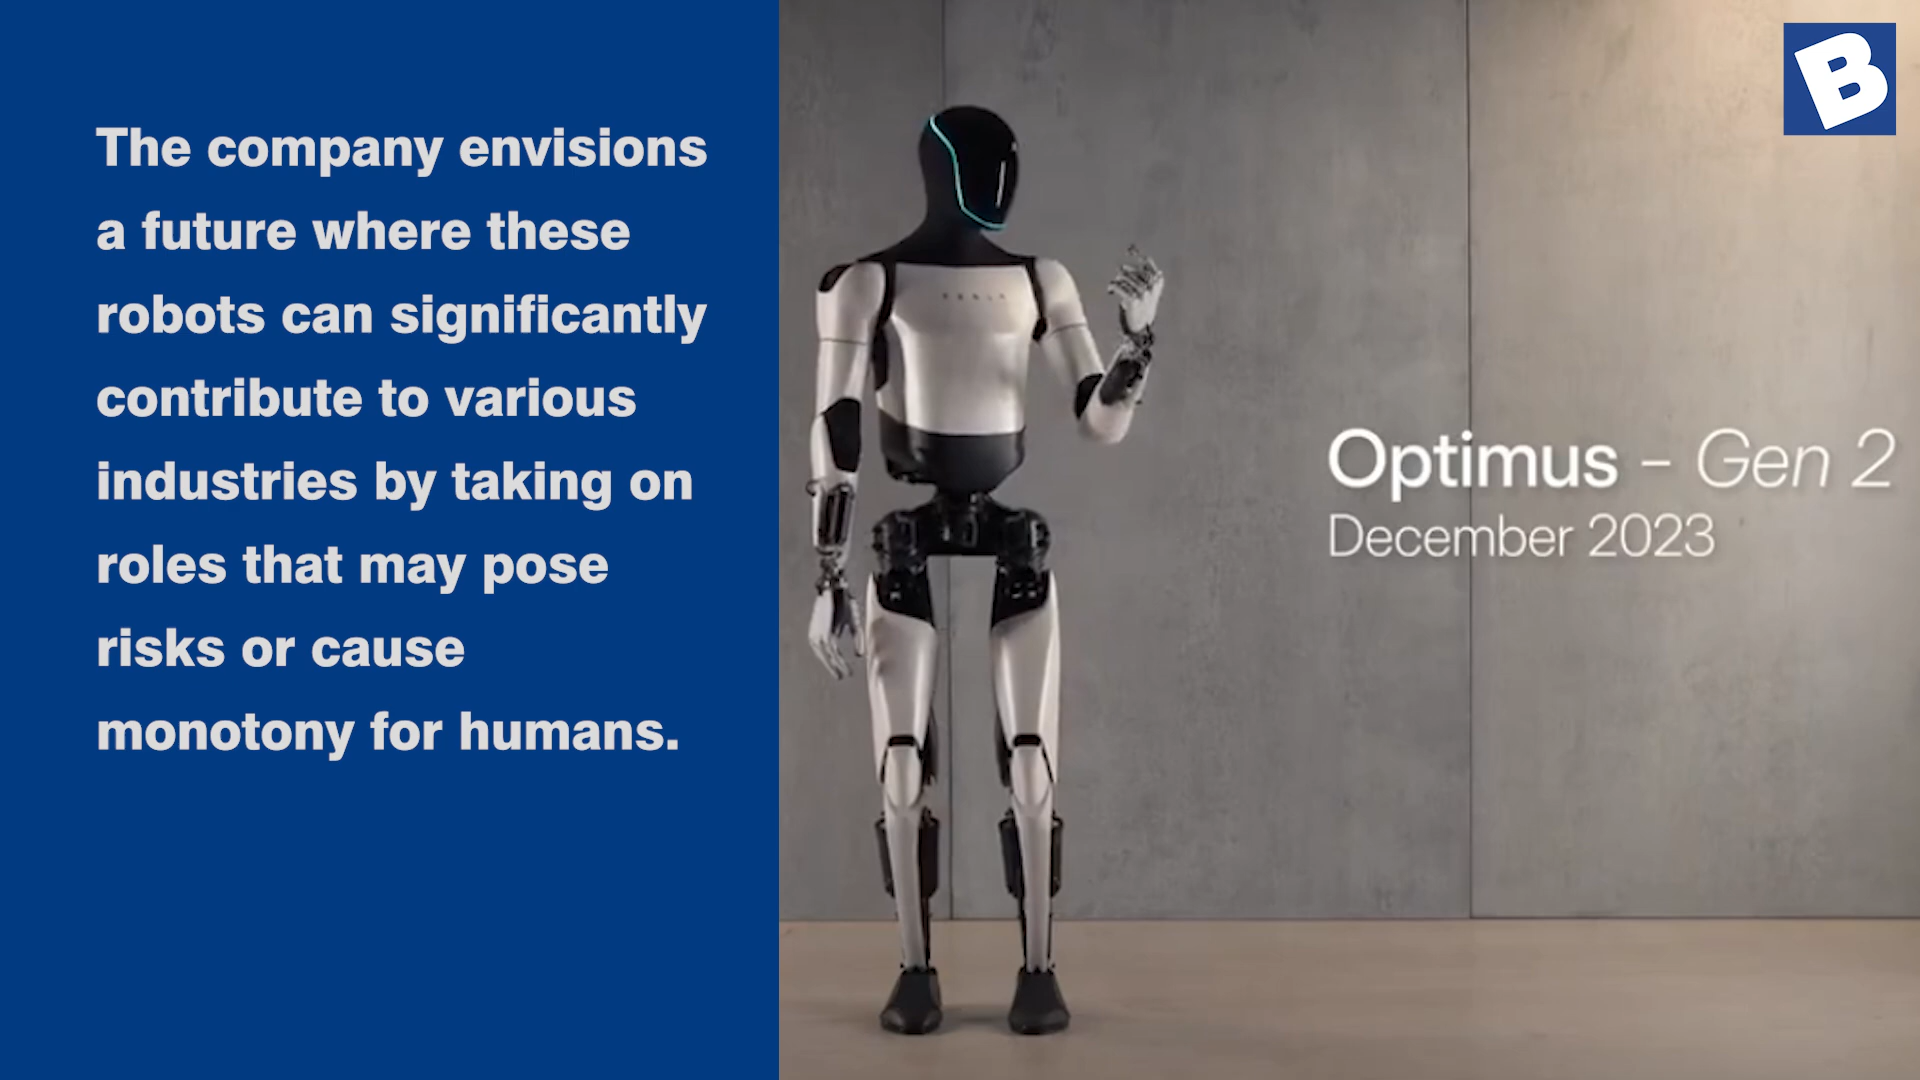 The company envisions
a future where these
robots can significantly
contribute to various
industries by taking on
roles that may pose
risks or cause
monotony for humans.
B
TESLA
Optimus - Gen 2
December 2023